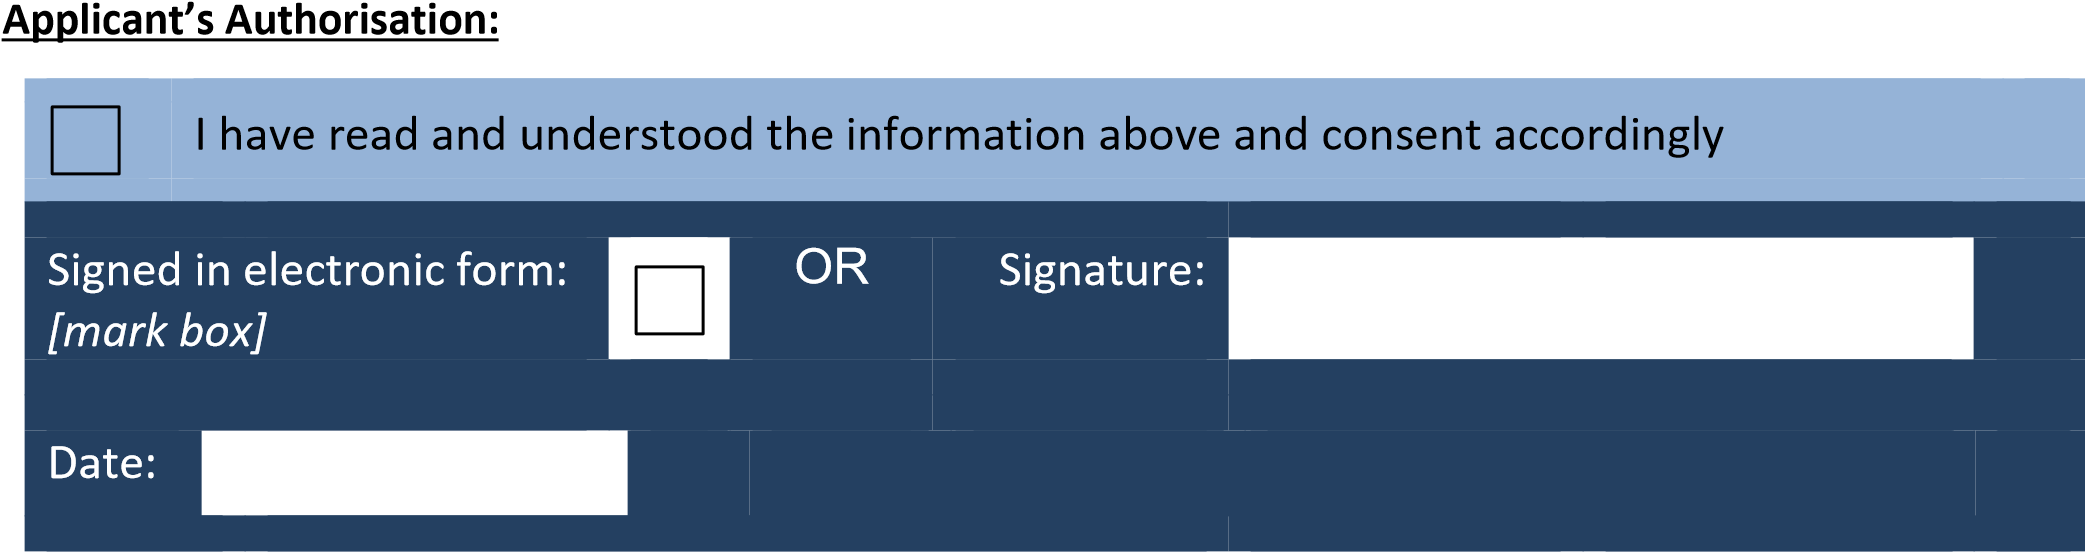 Applicant’s Authorisation:
I have read and understood the information above and consent accordingly
Signed in electronic form: OR Signature:
[mark box]
Date: